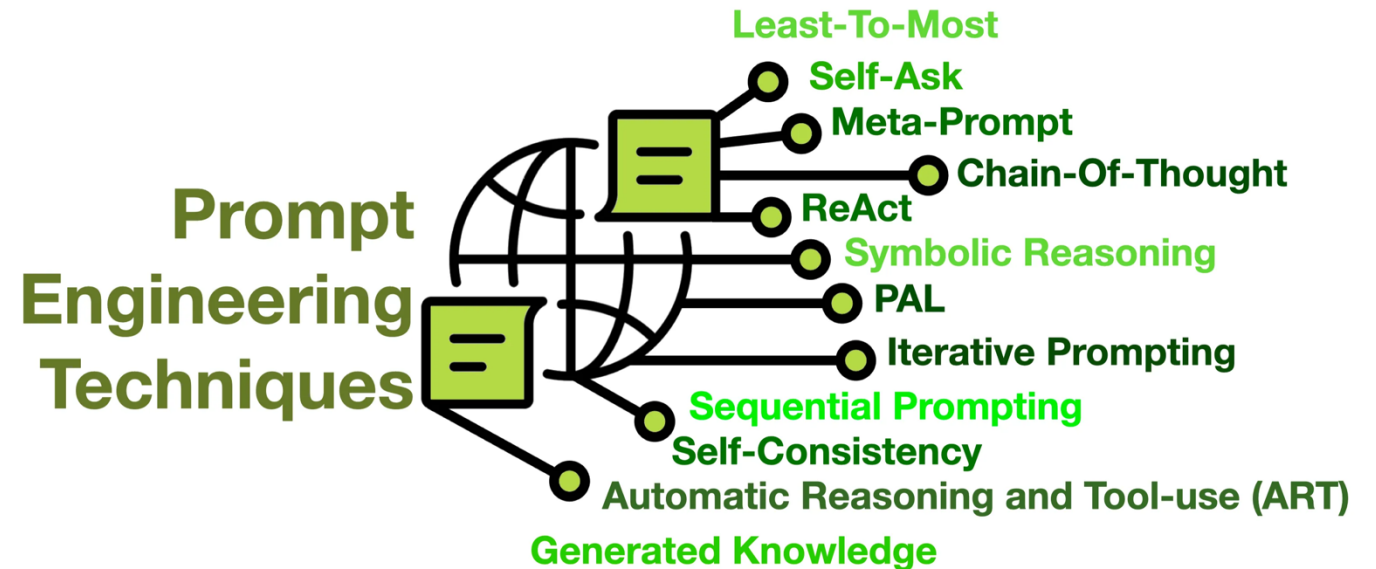 Prompt
Engineering
Techniques
Least-To-Most
Self-Ask
Meta-Prompt
Chain-Of-Thought
ReAct
Symbolic Reasoning
PAL
Iterative Prompting
Sequential Prompting
Self-Consistency
Automatic Reasoning and Tool-use (ART)
Generated Knowledge